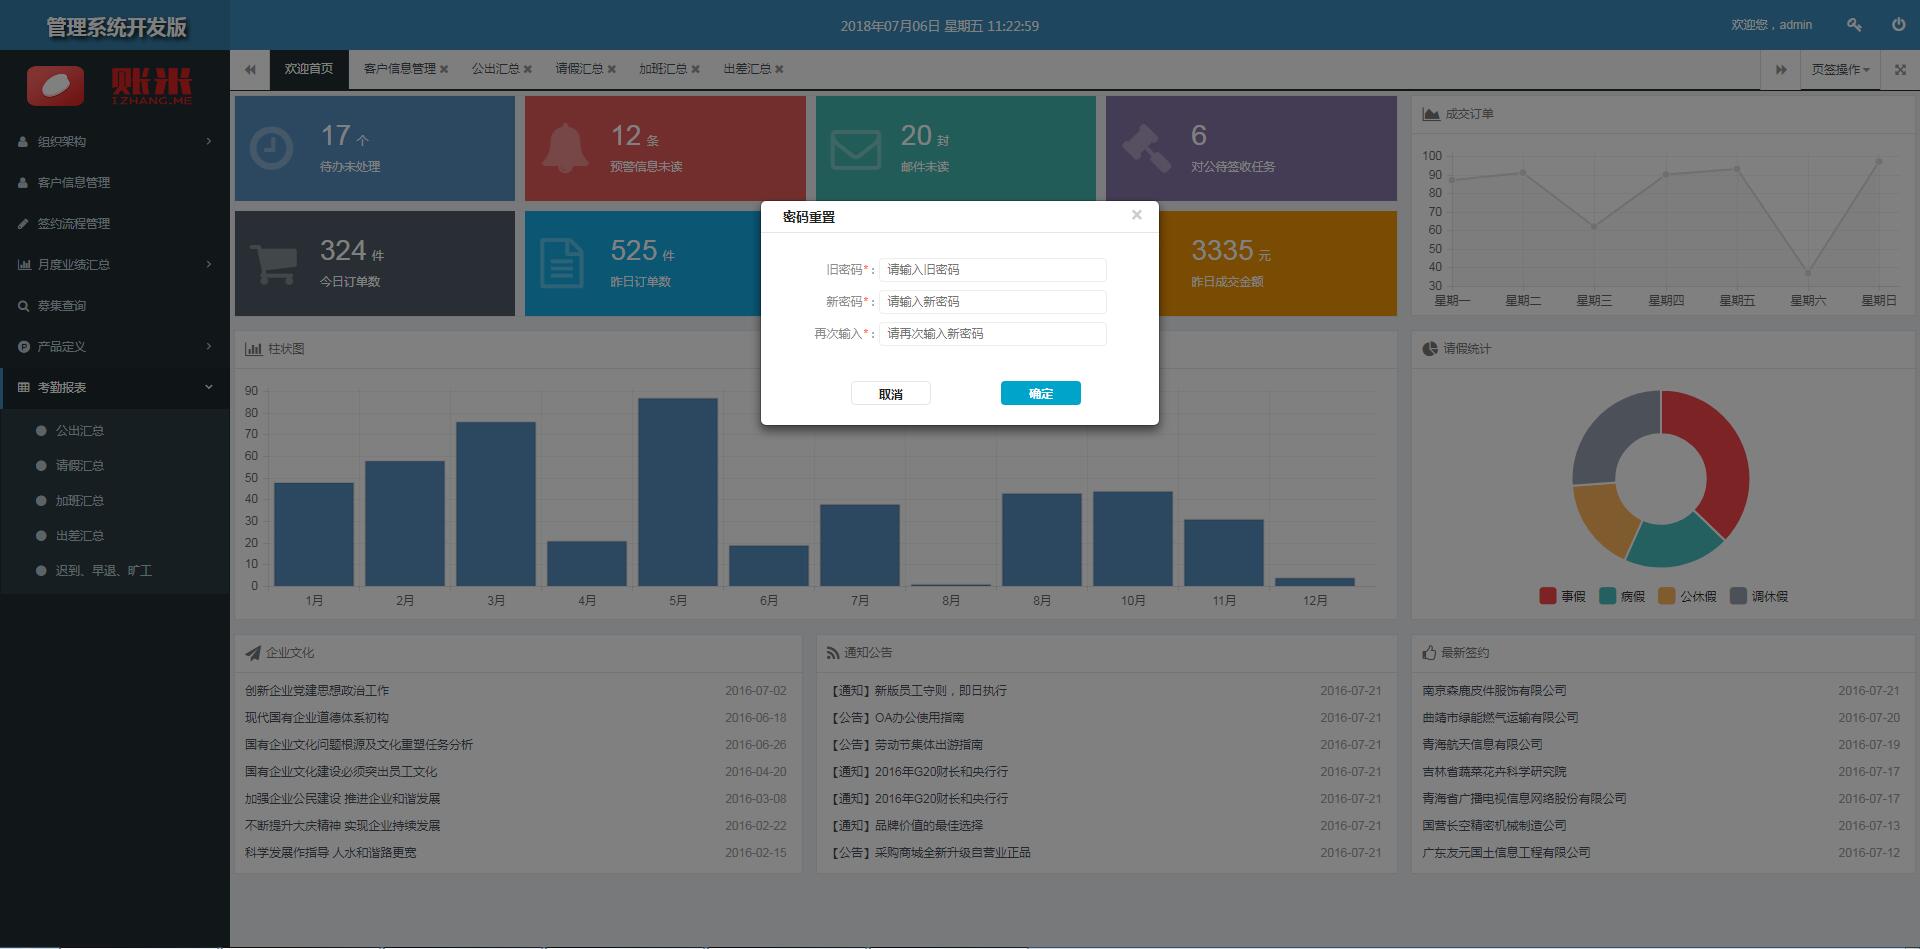 管理系统开发版
2018年07月06日 星期五 11:22:59
欢迎您，admin
账米
IZHANG.ME
组织架构
客户信息管理
签约流程管理
月度业绩汇总
募集查询
产品定义
考勤报表
公出汇总
请假汇总
加班汇总
出差汇总
迟到、早退、旷工
欢迎首页 客户信息管理 公出汇总 请假汇总 加班汇总 出差汇总 页签操作
17 个
待办未处理
12 条
预警信息未读
20 封
邮件未读
6
对公待签收任务
324 件
今日订单数
525 件
昨日订单数
3335 元
昨日成交金额
密码重置
旧密码*： 请输入旧密码
新密码*： 请输入新密码
再次输入*： 请再次输入新密码
取消 确定
成交订单
100
90
80
70
60
50
40
30
星期一 星期二 星期三 星期四 星期五 星期六 星期日
柱状图
90
80
70
60
50
40
30
20
10
0
1月 2月 3月 4月 5月 6月 7月 8月 8月 10月 11月 12月
请假统计
事假 病假 公休假 调休假
企业文化
创新企业党建思想政治工作 2016-07-02
现代国有企业道德体系初构 2016-06-18
国有企业文化问题根源及文化重塑任务分析 2016-06-26
国有企业文化建设必须突出员工文化 2016-04-20
加强企业公民建设 推进企业和谐发展 2016-03-08
不断提升大庆精神 实现企业持续发展 2016-02-22
科学发展作指导 人水和谐路更宽 2016-02-15
通知公告
【通知】新版员工守则，即日执行 2016-07-21
【公告】OA办公使用指南 2016-07-21
【公告】劳动节集体出游指南 2016-07-21
【通知】2016年G20财长和央行行 2016-07-21
【通知】2016年G20财长和央行行 2016-07-21
【通知】品牌价值的最佳选择 2016-07-21
【公告】采购商城全新升级自营业正品 2016-07-21
最新签约
南京森鹿皮件服饰有限公司 2016-07-21
曲靖市绿能燃气运输有限公司 2016-07-20
青海航天信息有限公司 2016-07-19
吉林省蔬菜花卉科学研究院 2016-07-17
青海省广播电视信息网络股份有限公司 2016-07-17
国营长空精密机械制造公司 2016-07-13
广东友元国土信息工程有限公司 2016-07-12